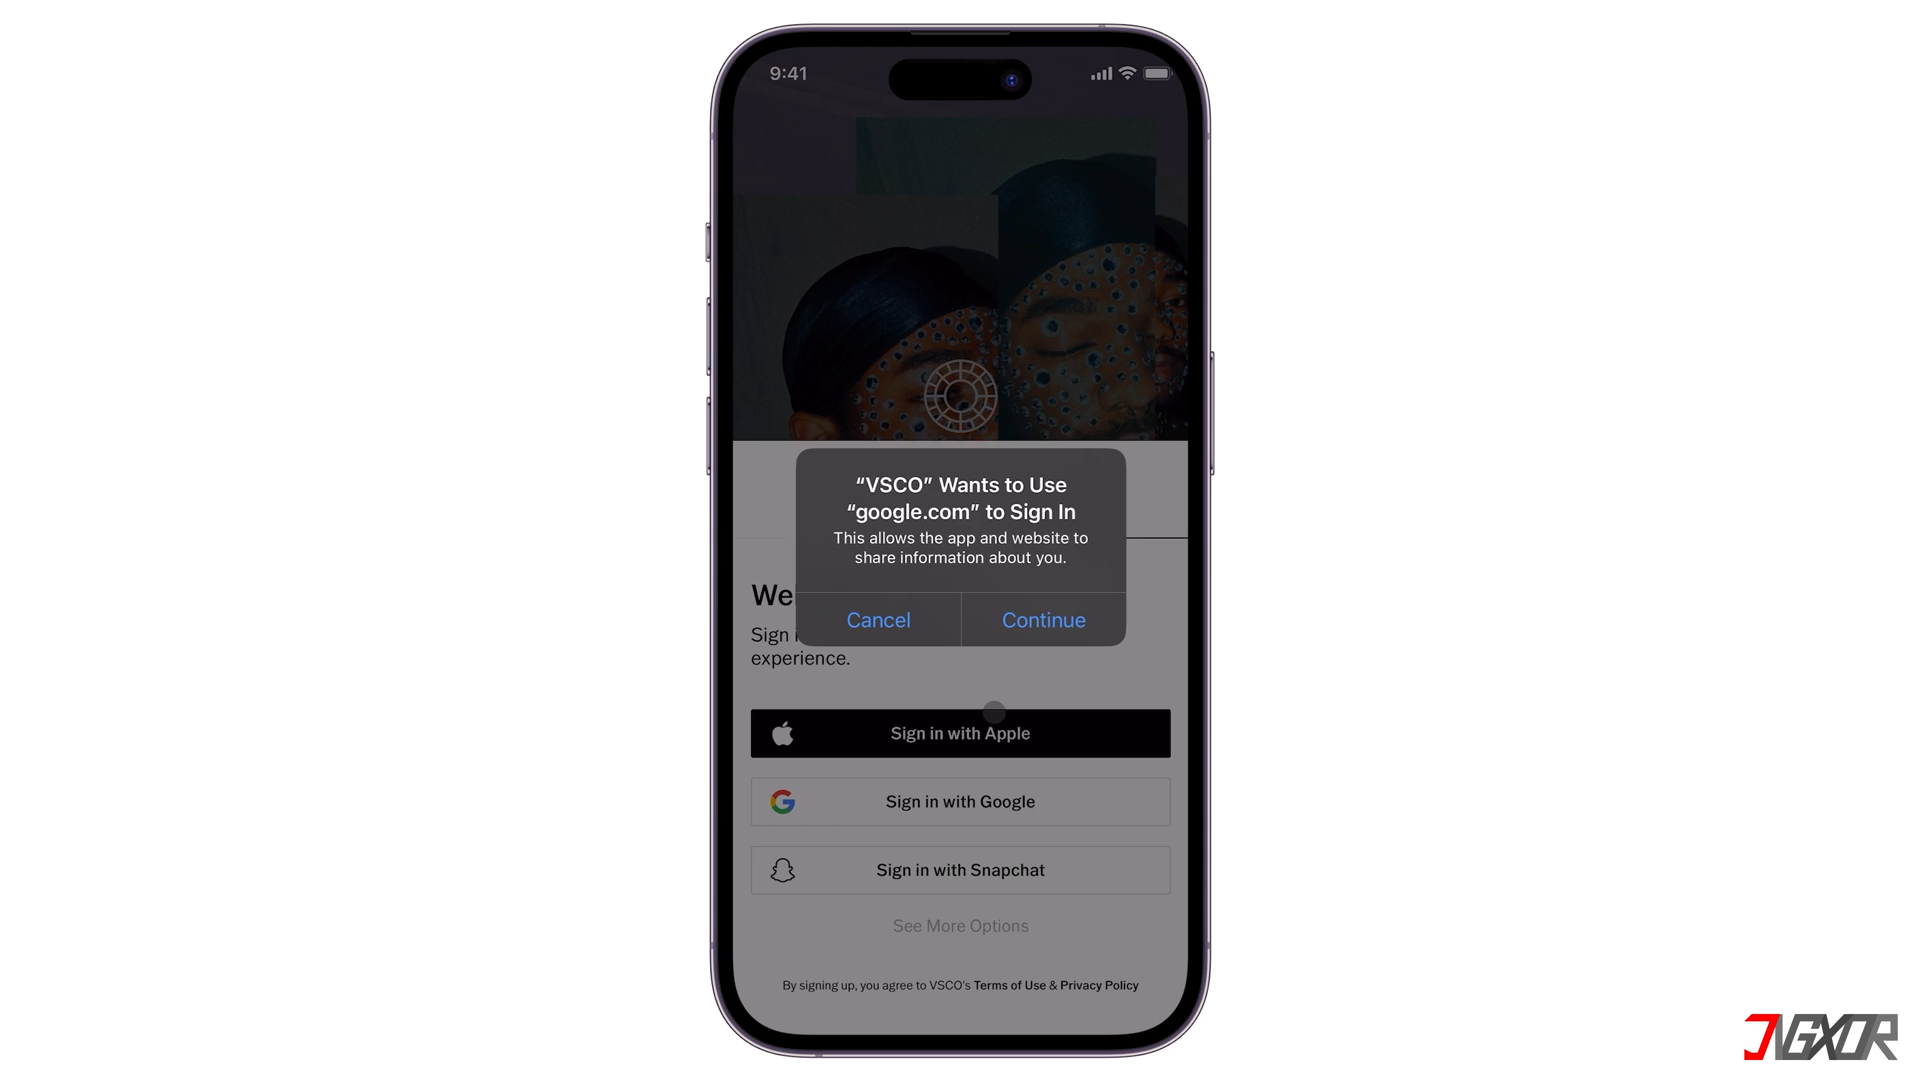 9:41
“VSCO” Wants to Use
“google.com” to Sign In
This allows the app and website to
share information about you.
Cancel
Continue
We
Sign i
experience.
Sign in with Apple
Sign in with Google
Sign in with Snapchat
See More Options
By signing up, you agree to VSCO's Terms of Use & Privacy Policy
JVGXOR